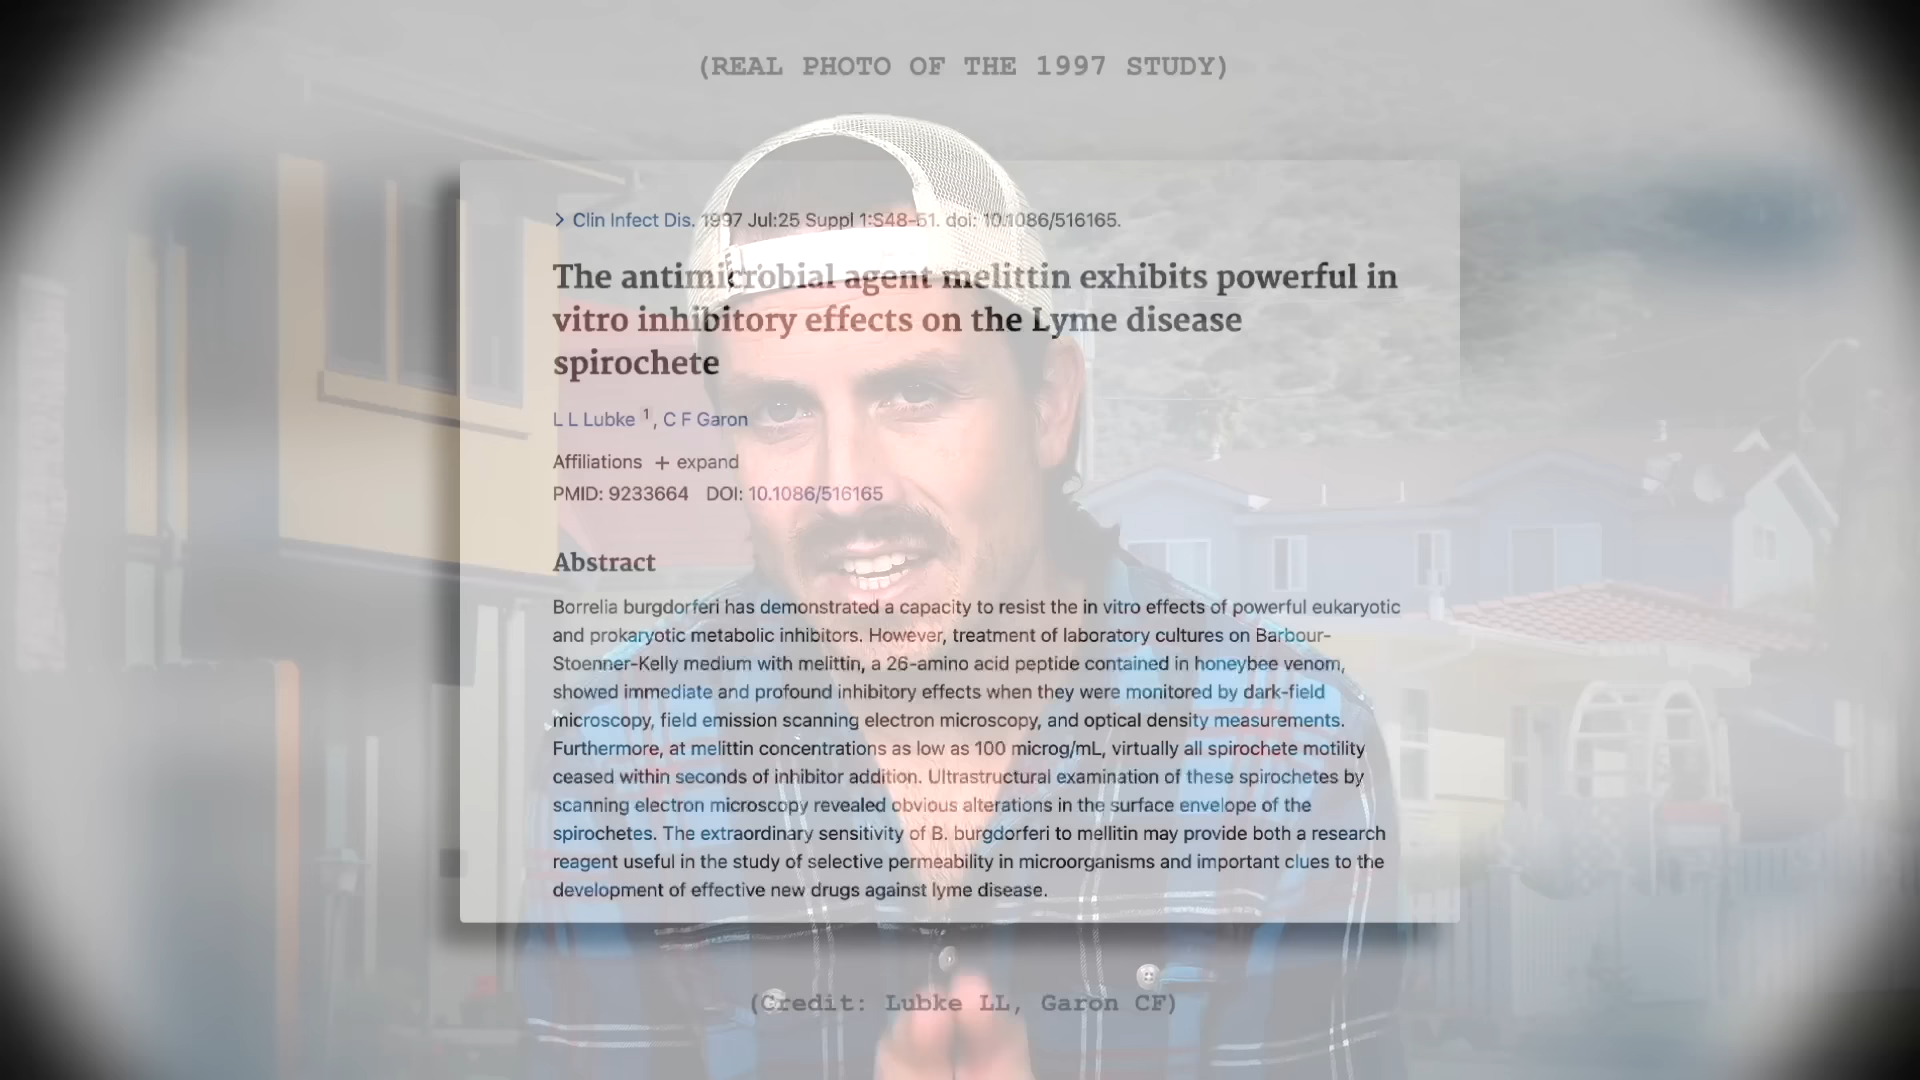 (REAL PHOTO OF THE 1997 STUDY)
> Clin Infect Dis. 1997 Jul:25 Suppl 1:S48-51. doi: 10.1086/516165.
The antimicrobial agent melittin exhibits powerful in
vitro inhibitory effects on the Lyme disease
spirochete
L L Lubke 1, C F Garon
Affiliations + expand
PMID: 9233664 DOI: 10.1086/516165
Abstract
Borrelia burgdorferi has demonstrated a capacity to resist the in vitro effects of powerful eukaryotic
and prokaryotic metabolic inhibitors. However, treatment of laboratory cultures on Barbour-
Stoenner-Kelly medium with melittin, a 26-amino acid peptide contained in honeybee venom,
showed immediate and profound inhibitory effects when they were monitored by dark-field
microscopy, field emission scanning electron microscopy, and optical density measurements.
Furthermore, at melittin concentrations as low as 100 microg/mL, virtually all spirochete motility
ceased within seconds of inhibitor addition. Ultrastructural examination of these spirochetes by
scanning electron microscopy revealed obvious alterations in the surface envelope of the
spirochetes. The extraordinary sensitivity of B. burgdorferi to mellitin may provide both a research
reagent useful in the study of selective permeability in microorganisms and important clues to the
development of effective new drugs against lyme disease.
(Credit: Lubke LL, Garon CF)